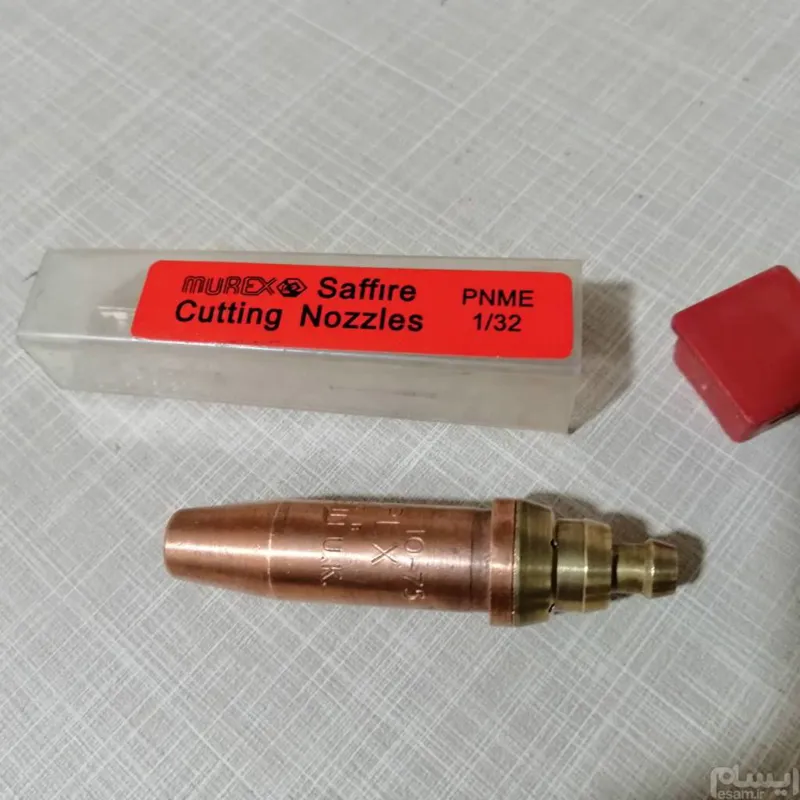 MUREX Saffire
Cutting Nozzles
PNME
1/32
10-75
X
U.K.
ایسام
esam.ir